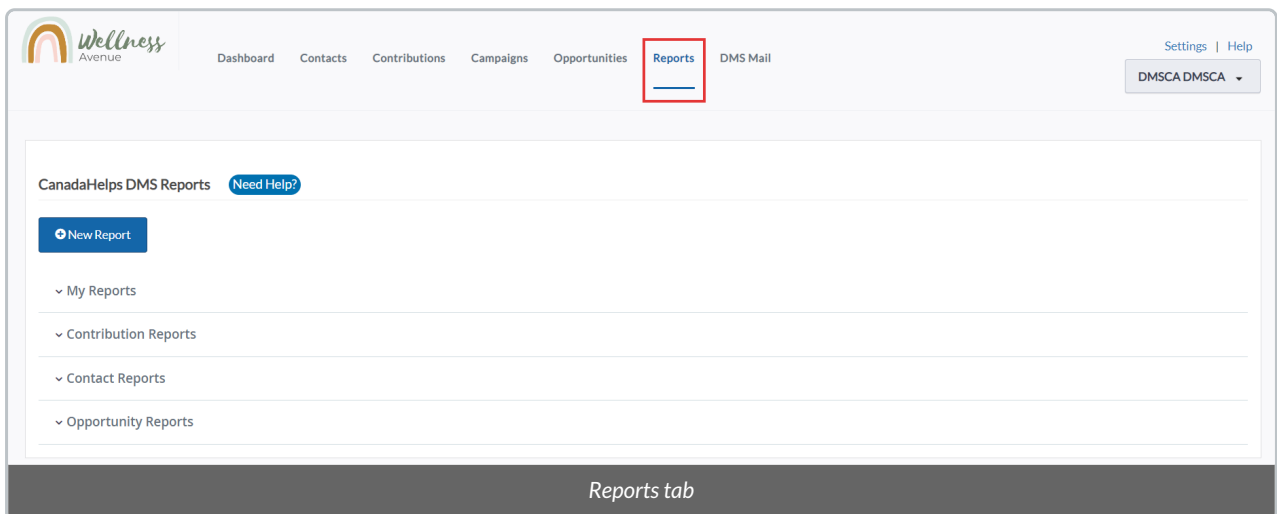 Wellness
Avenue
Dashboard Contacts Contributions Campaigns Opportunities Reports DMS Mail
Settings | Help
DMSCA DMSCA
CanadaHelps DMS Reports Need Help?
New Report
My Reports
Contribution Reports
Contact Reports
Opportunity Reports
Reports tab